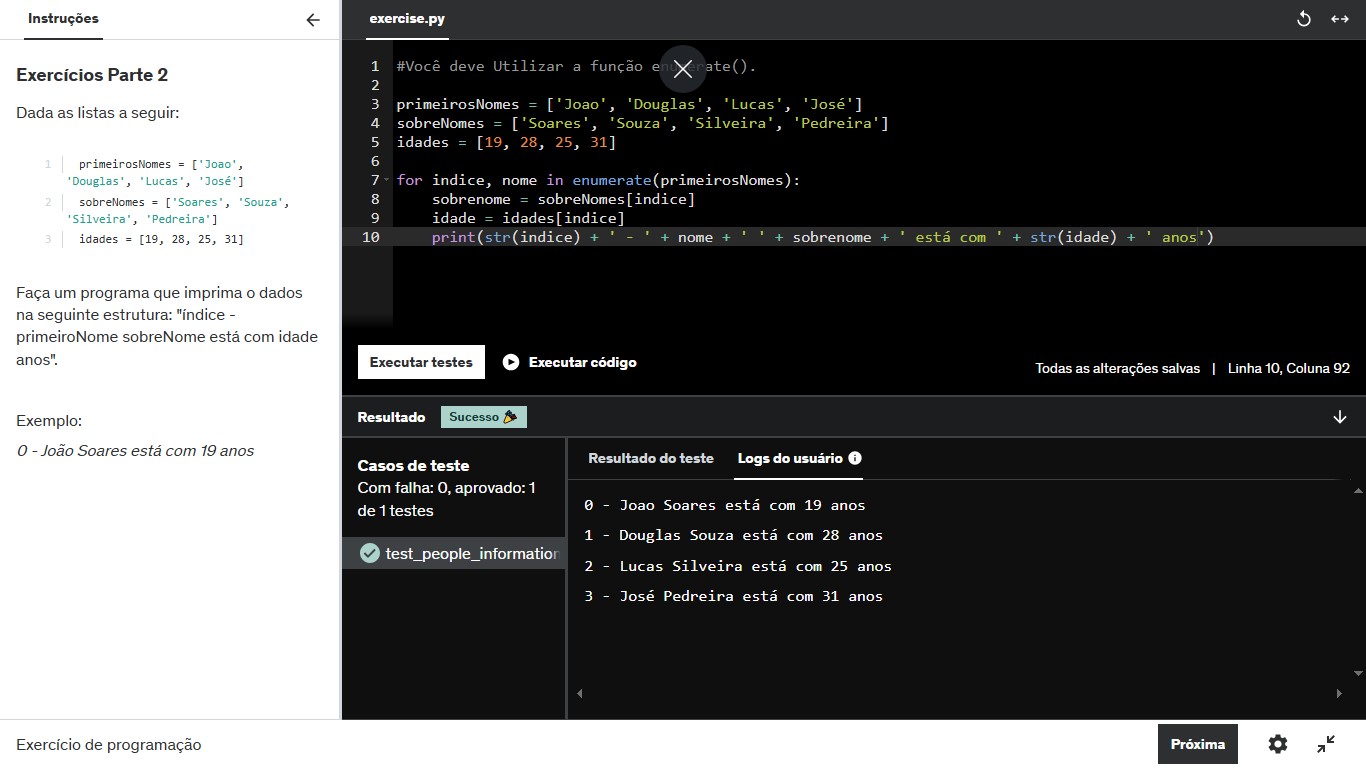 Instruções
Exercícios Parte 2
Dada as listas a seguir:
1 primeirosNomes = ['Joao',
'Douglas', 'Lucas', 'José']
2 sobreNomes = ['Soares', 'Souza',
'Silveira', 'Pedreira']
3 idades = [19, 28, 25, 31]
Faça um programa que imprima o dados
na seguinte estrutura: "índice -
primeiroNome sobreNome está com idade
anos".
Exemplo:
0 - João Soares está com 19 anos
exercise.py
1 #Você deve Utilizar a função enumerate().
2
3 primeirosNomes = ['Joao', 'Douglas', 'Lucas', 'José']
4 sobreNomes = ['Soares', 'Souza', 'Silveira', 'Pedreira']
5 idades = [19, 28, 25, 31]
6
7 for indice, nome in enumerate(primeirosNomes):
8 sobrenome = sobreNomes[indice]
9 idade = idades[indice]
10 print(str(indice) + ' - ' + nome + ' ' + sobrenome + ' está com ' + str(idade) + ' anos')
Executar testes Executar código
Todas as alterações salvas | Linha 10, Coluna 92
Resultado Sucesso
Casos de teste
Com falha: 0, aprovado: 1
de 1 testes
test_people_information
Resultado do teste Logs do usuário
0 - Joao Soares está com 19 anos
1 - Douglas Souza está com 28 anos
2 - Lucas Silveira está com 25 anos
3 - José Pedreira está com 31 anos
Exercício de programação
Próxima